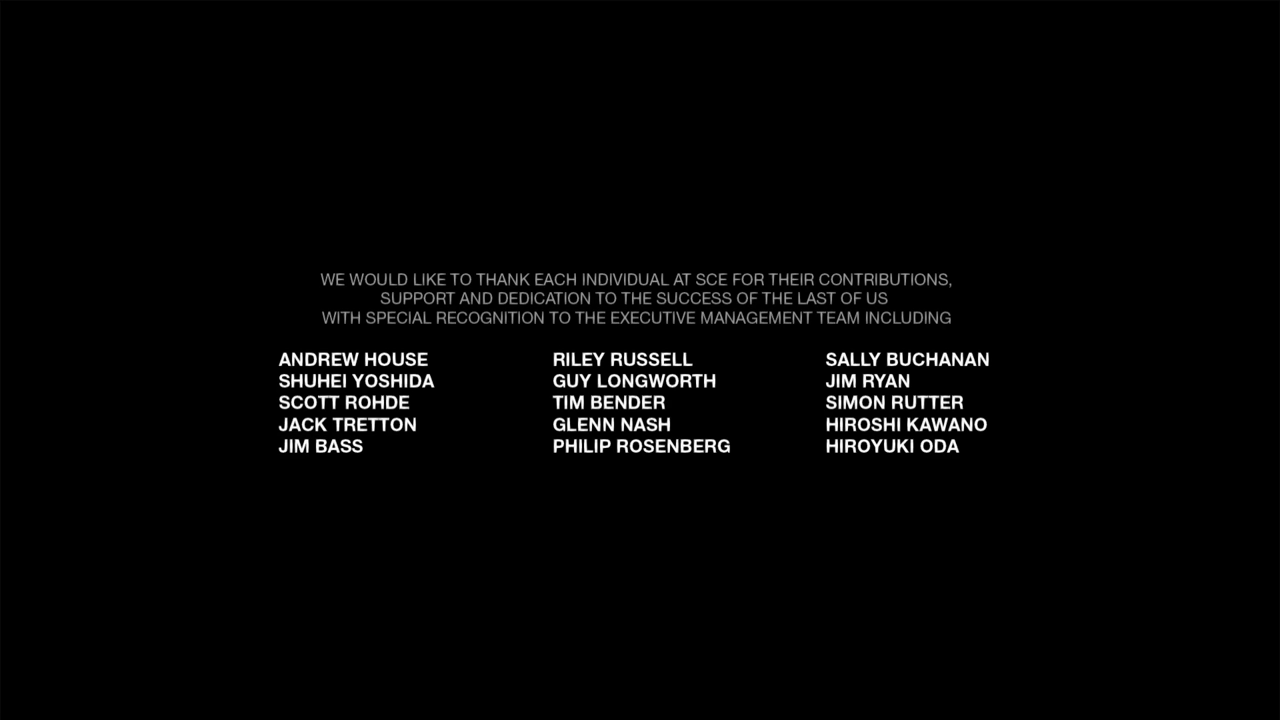 WE WOULD LIKE TO THANK EACH INDIVIDUAL AT SCE FOR THEIR CONTRIBUTIONS,
SUPPORT AND DEDICATION TO THE SUCCESS OF THE LAST OF US
WITH SPECIAL RECOGNITION TO THE EXECUTIVE MANAGEMENT TEAM INCLUDING
ANDREW HOUSE
SHUHEI YOSHIDA
SCOTT ROHDE
JACK TRETTON
JIM BASS
RILEY RUSSELL
GUY LONGWORTH
TIM BENDER
GLENN NASH
PHILIP ROSENBERG
SALLY BUCHANAN
JIM RYAN
SIMON RUTTER
HIROSHI KAWANO
HIROYUKI ODA